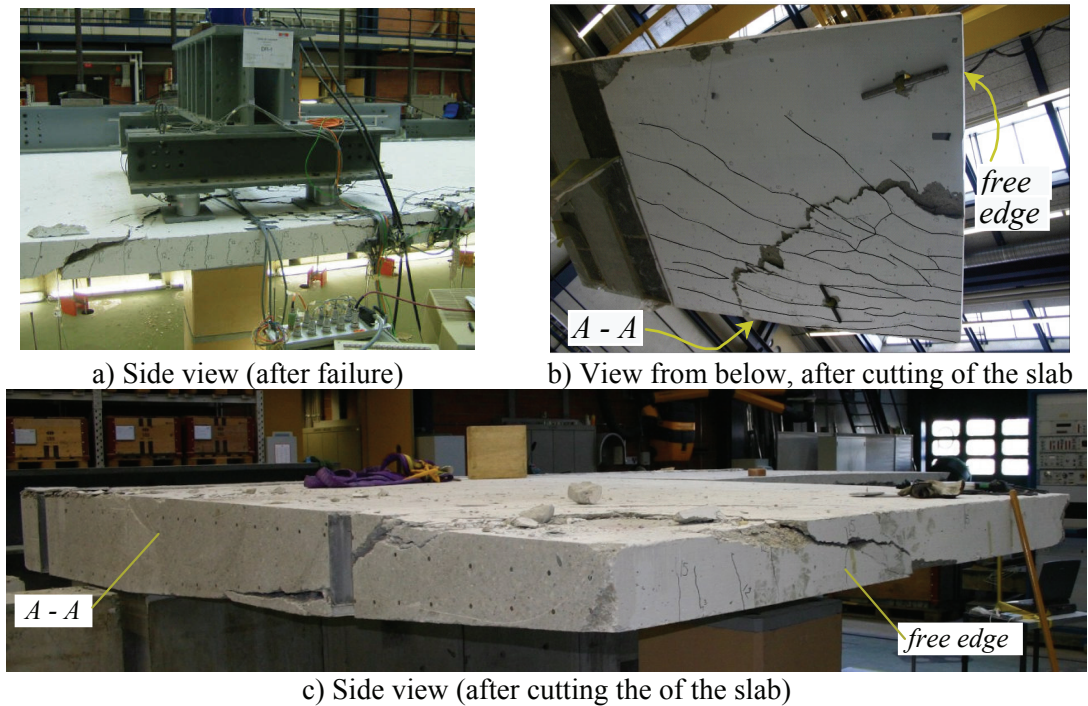 DR1
a) Side view (after failure)
free
edge
A - A
b) View from below, after cutting of the slab
A - A
free edge
c) Side view (after cutting the of the slab)